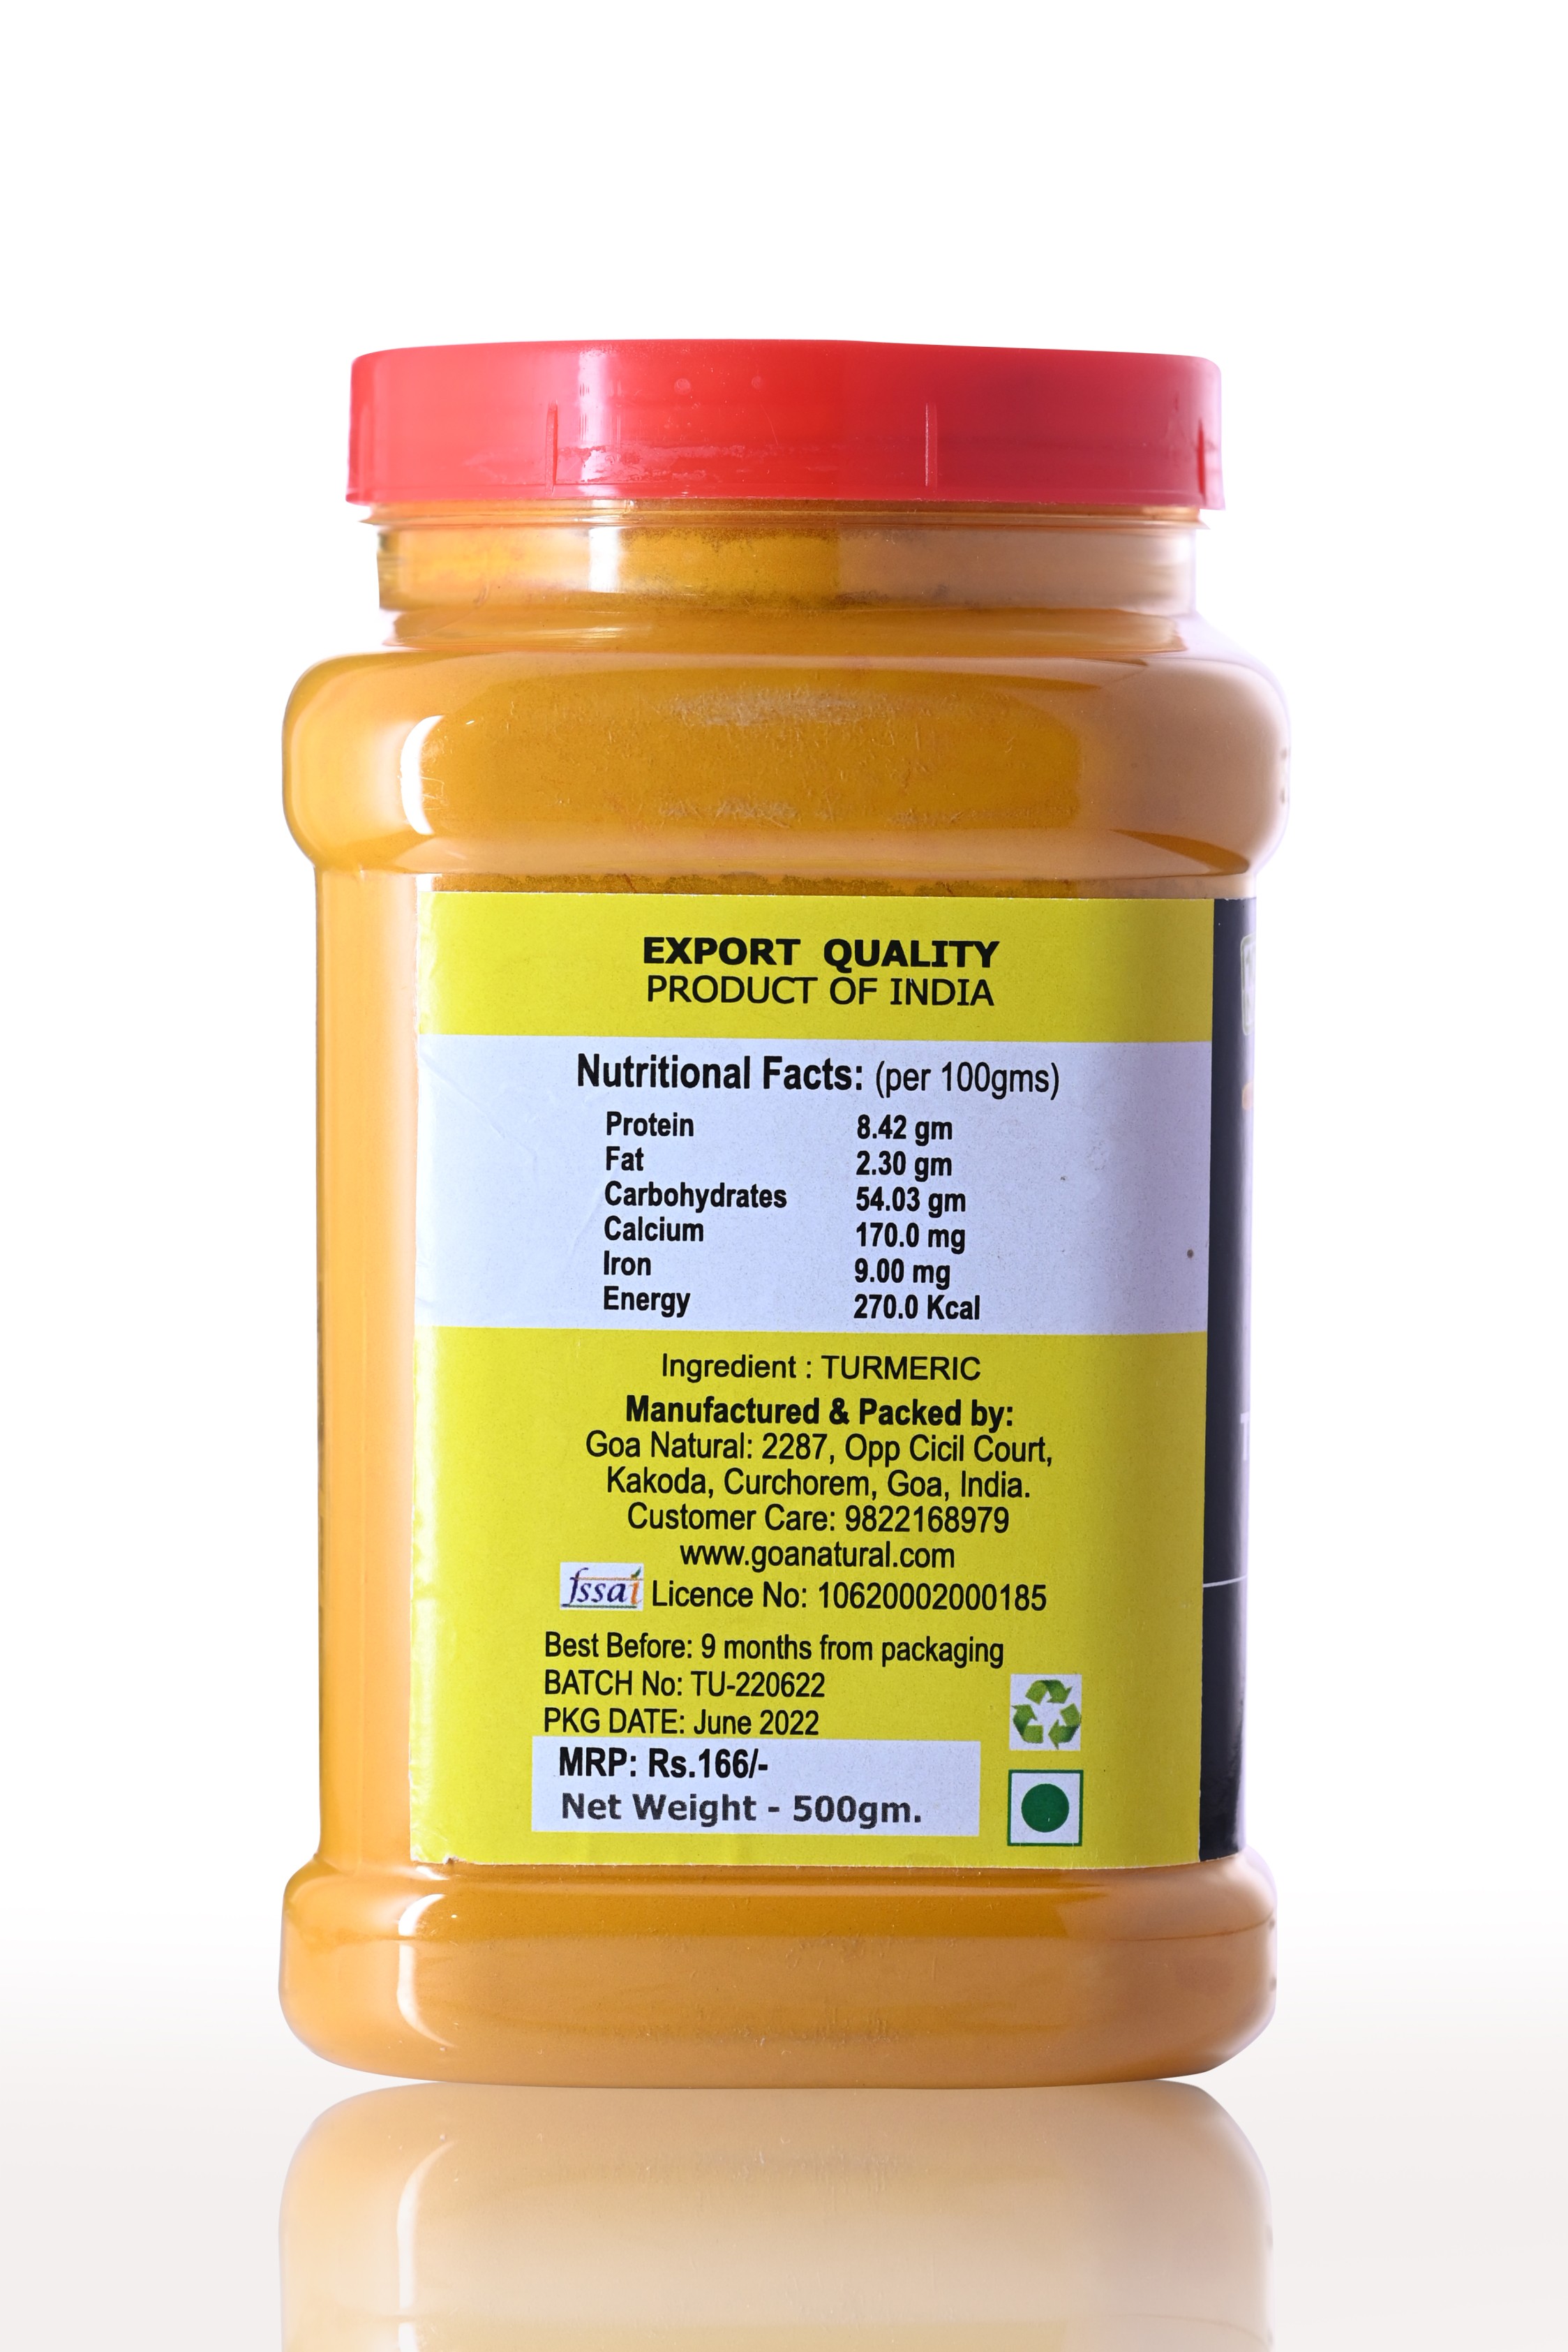 EXPORT QUALITY
PRODUCT OF INDIA
Nutritional Facts: (per 100gms)
Protein 8.42 gm
Fat 2.30 gm
Carbohydrates 54.03 gm
Calcium 170.0 mg
Iron 9.00 mg
Energy 270.0 Kcal
Ingredient : TURMERIC
Manufactured & Packed by:
Goa Natural: 2287, Opp Cicil Court,
Kakoda, Curchorem, Goa, India.
Customer Care: 9822168979
www.goanatural.com
fssai Licence No: 10620002000185
Best Before: 9 months from packaging
BATCH No: TU-220622
PKG DATE: June 2022
MRP: Rs.166/-
Net Weight - 500gm.